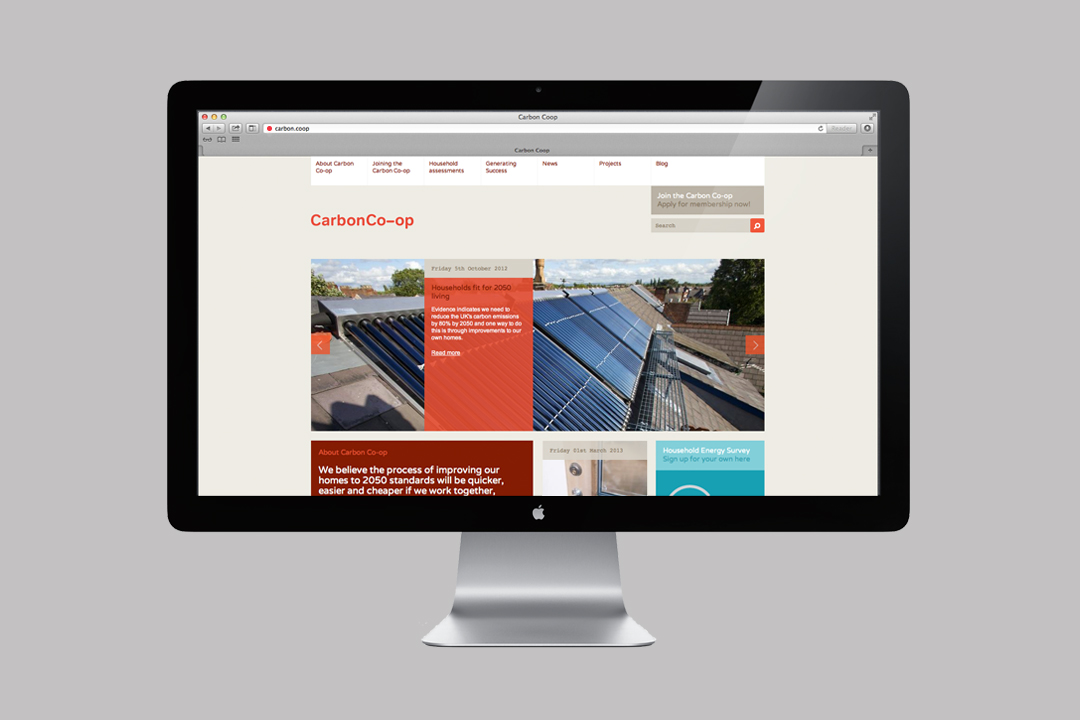 Carbon Coop
carbon.coop
Reader
Carbon Coop
About Carbon
Co-op
Joining the
Carbon Co-op
Household
assessments
Generating
Success
News
Projects
Blog
Join the Carbon Co-op
Apply for membership now!
CarbonCo-op
Search
Friday 5th October 2012
Households fit for 2050
living
Evidence indicates we need to
reduce the UK's carbon emissions
by 80% by 2050 and one way to do
this is through improvements to our
own homes.
Read more
About Carbon Co-op
We believe the process of improving our
homes to 2050 standards will be quicker,
easier and cheaper if we work together,
Friday 01st March 2013
Household Energy Survey
Sign up for your own here